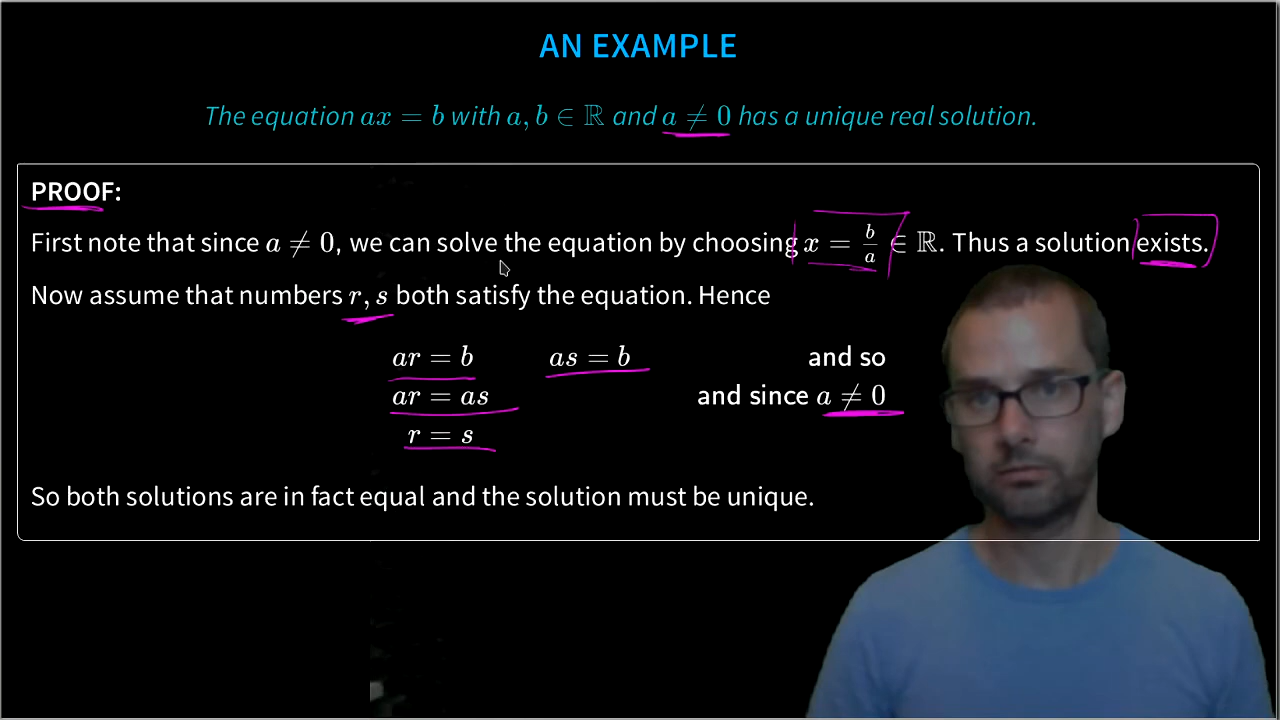 AN EXAMPLE
The equation ax = b with a, b ∈ ℝ and a ≠ 0 has a unique real solution.
PROOF:
First note that since a ≠ 0, we can solve the equation by choosing x = b/a ∈ ℝ. Thus a solution exists.
Now assume that numbers r, s both satisfy the equation. Hence
ar = b as = b and so
ar = as and since a ≠ 0
r = s
So both solutions are in fact equal and the solution must be unique.